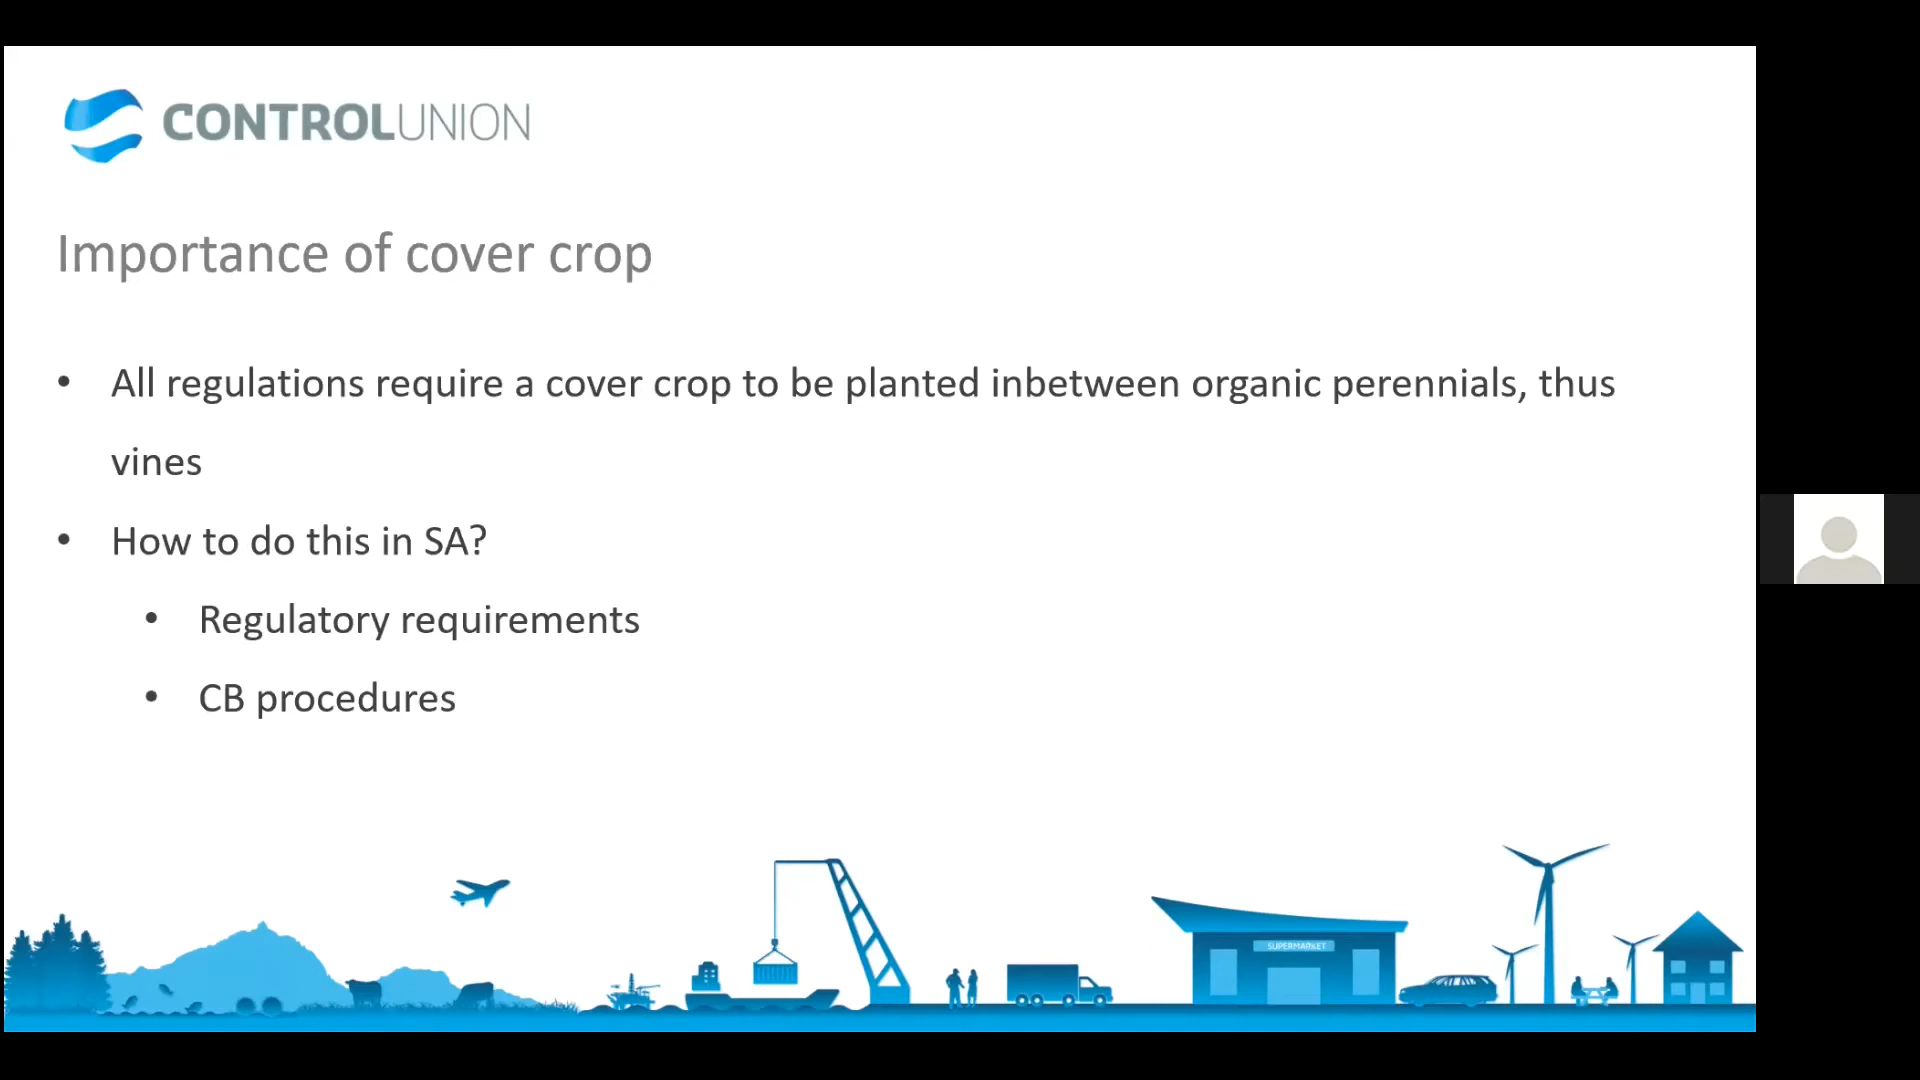 CONTROLUNION
Importance of cover crop
• All regulations require a cover crop to be planted inbetween organic perennials, thus
vines
• How to do this in SA?
• Regulatory requirements
• CB procedures
SUPERMARKET